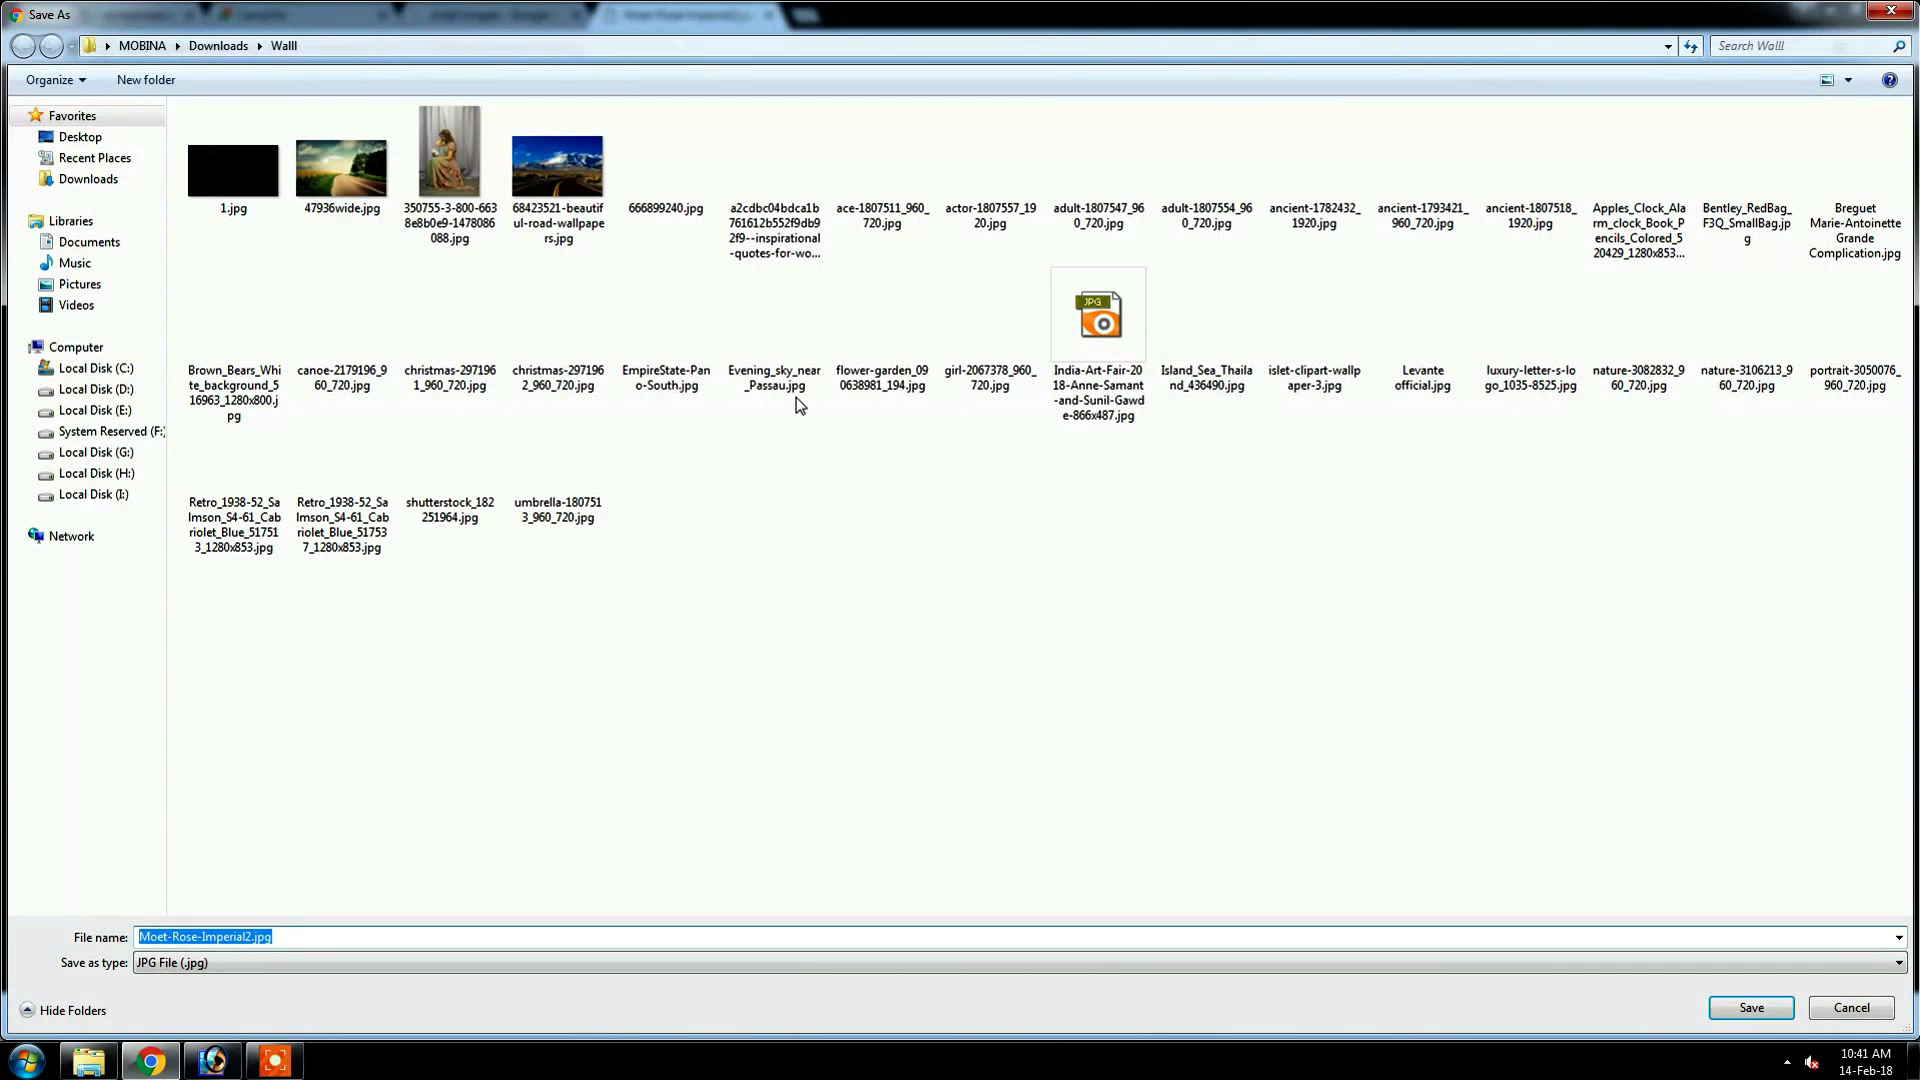 Save As
MOBINA
Downloads
Walll
Search Walll
Organize
New folder
Favorites
Desktop
Recent Places
Downloads
Libraries
Documents
Music
Pictures
Videos
Computer
Local Disk (C:)
Local Disk (D:)
Local Disk (E:)
System Reserved (F:)
Local Disk (G:)
Local Disk (H:)
Local Disk (I:)
Network
1.jpg
47936wide.jpg
350755-3-800-663
8e8b0e9-1478086
088.jpg
68423521-beautif
ul-road-wallpape
rs.jpg
666899240.jpg
a2cdbc04bdca1b
761612b552f9db9
2f9--inspirational
-quotes-for-wo...
ace-1807511_960_
720.jpg
actor-1807557_19
20.jpg
adult-1807547_96
0_720.jpg
adult-1807554_96
0_720.jpg
ancient-1782432_
1920.jpg
ancient-1793421_
960_720.jpg
ancient-1807518_
1920.jpg
Apples_Clock_Ala
rm_clock_Book_P
encils_Colored_5
20429_1280x853...
Bentley_RedBag_
F3Q_SmallBag.jp
g
Breguet
Marie-Antoinette
Grande
Complication.jpg
Brown_Bears_Whi
te_background_5
16963_1280x800.j
pg
canoe-2179196_9
60_720.jpg
christmas-297196
1_960_720.jpg
christmas-297196
2_960_720.jpg
EmpireState-Pan
o-South.jpg
Evening_sky_near
_Passau.jpg
flower-garden_09
0638981_194.jpg
girl-2067378_960_
720.jpg
JPG
India-Art-Fair-20
18-Anne-Samant
-and-Sunil-Gawd
e-866x487.jpg
Island_Sea_Thaila
nd_436490.jpg
islet-clipart-wallp
aper-3.jpg
Levante
official.jpg
luxury-letter-s-lo
go_1035-8525.jpg
nature-3082832_9
60_720.jpg
nature-3106213_9
60_720.jpg
portrait-3050076_
960_720.jpg
Retro_1938-52_Sa
lmson_S4-61_Cab
riolet_Blue_51751
3_1280x853.jpg
Retro_1938-52_Sa
lmson_S4-61_Cab
riolet_Blue_51753
7_1280x853.jpg
shutterstock_182
251964.jpg
umbrella-180751
3_960_720.jpg
File name: Moet-Rose-Imperial2.jpg
Save as type: JPG File (.jpg)
Hide Folders
Save
Cancel
10:41 AM
14-Feb-18